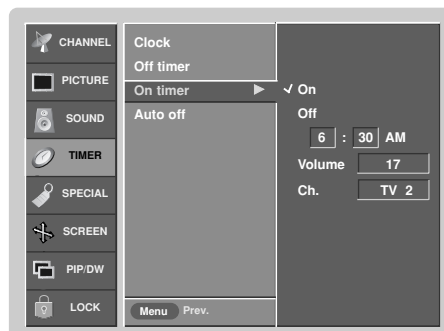 CHANNEL
PICTURE
SOUND
TIMER
SPECIAL
SCREEN
PIP/DW
LOCK
Clock
Off timer
On timer
Auto off
Menu Prev.
On
Off
6 : 30 AM
Volume 17
Ch. TV 2